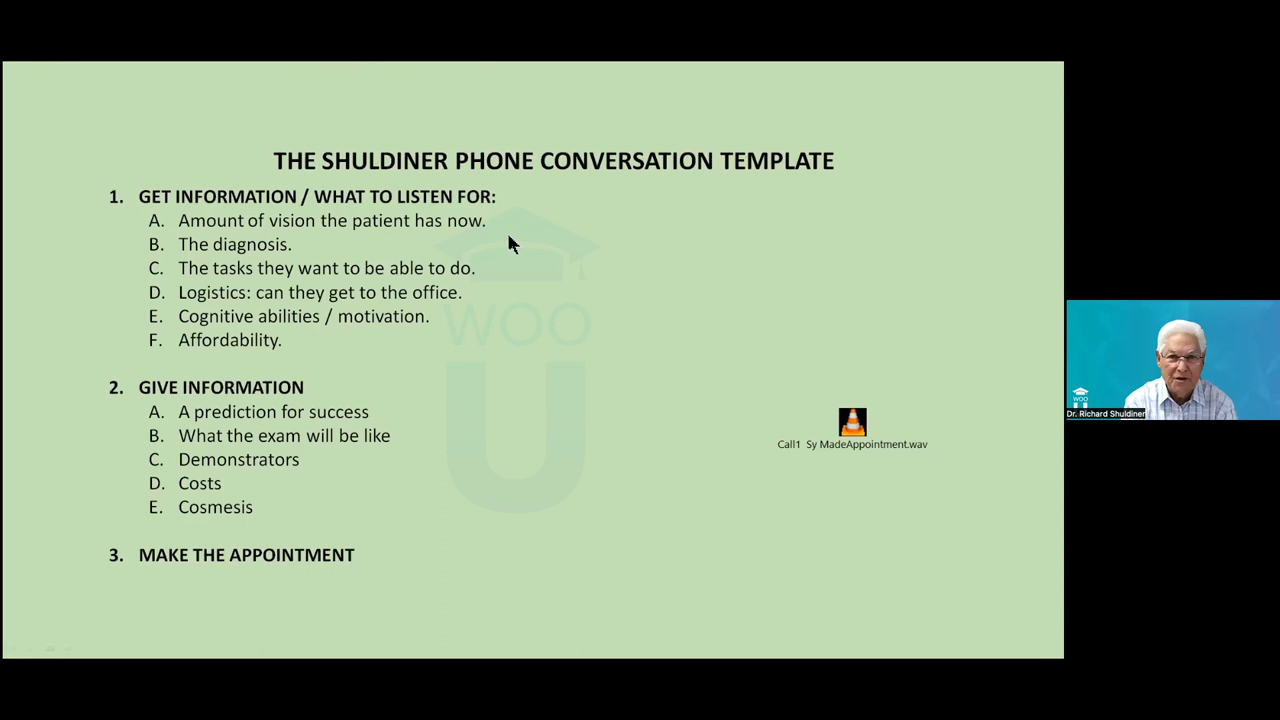 THE SHULDINER PHONE CONVERSATION TEMPLATE
1. GET INFORMATION / WHAT TO LISTEN FOR:
A. Amount of vision the patient has now.
B. The diagnosis.
C. The tasks they want to be able to do.
D. Logistics: can they get to the office.
E. Cognitive abilities / motivation.
F. Affordability.
WOO
U
2. GIVE INFORMATION
A. A prediction for success
B. What the exam will be like
C. Demonstrators
D. Costs
E. Cosmesis
3. MAKE THE APPOINTMENT
Call1 Sy MadeAppointment.wav
WOO
U
Dr. Richard Shuldiner